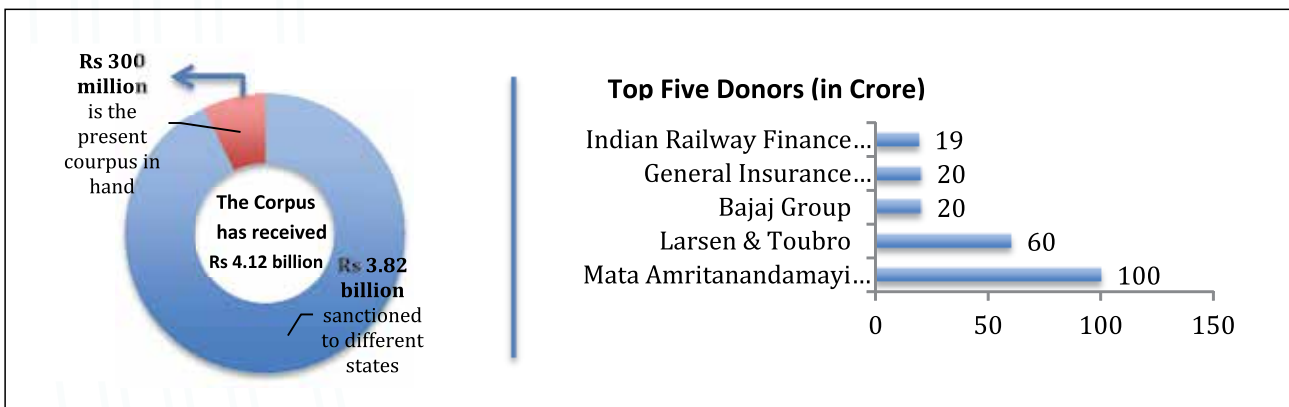 Rs 300
million
is the
present
courpus in
hand
The Corpus
has received
Rs 4.12 billion
Rs 3.82
billion
sanctioned
to different
states
Top Five Donors (in Crore)
Indian Railway Finance... 19
General Insurance... 20
Bajaj Group 20
Larsen & Toubro 60
Mata Amritanandamayi... 100
0 50 100 150